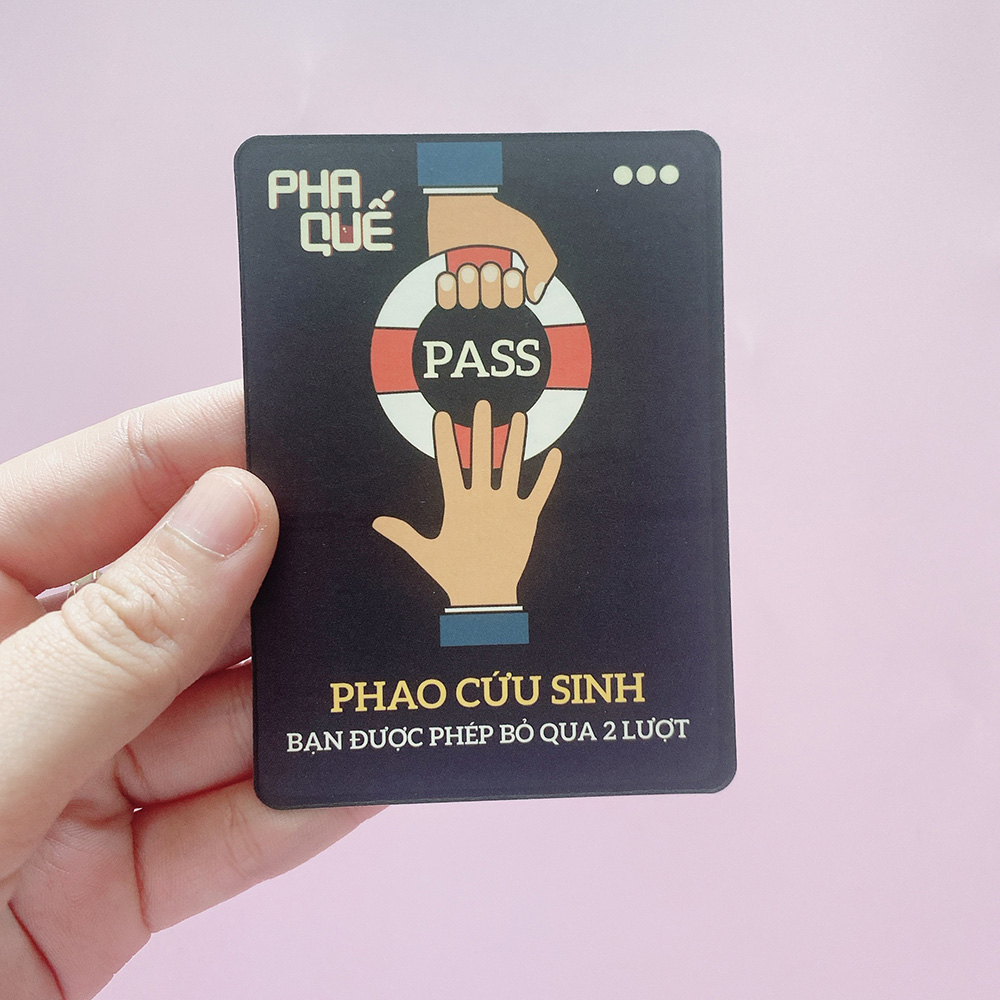 PHA
QUẾ
PASS
PHAO CỨU SINH
BẠN ĐƯỢC PHÉP BỎ QUA 2 LƯỢT